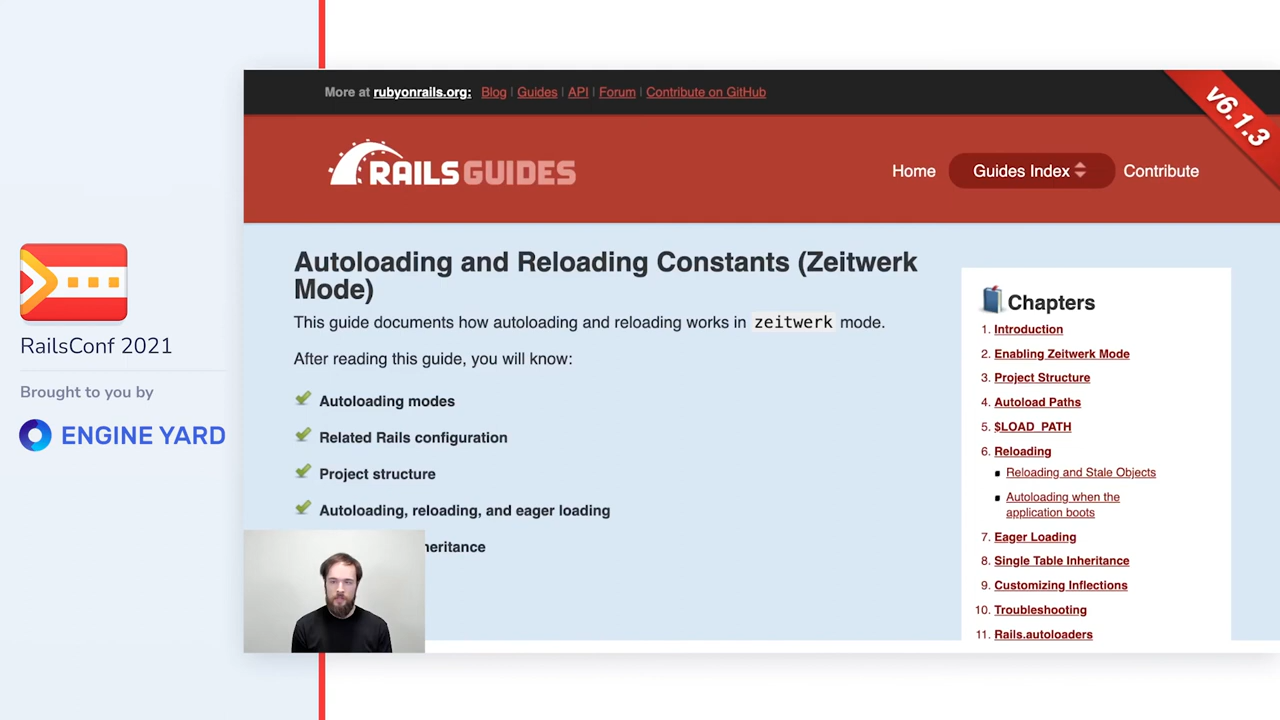 More at rubyonrails.org: Blog | Guides | API | Forum | Contribute on GitHub
v6.1.3
RAILS GUIDES
Home
Guides Index
Contribute
Autoloading and Reloading Constants (Zeitwerk
Mode)
This guide documents how autoloading and reloading works in zeitwerk mode.
After reading this guide, you will know:
Autoloading modes
Related Rails configuration
Project structure
Autoloading, reloading, and eager loading
heritance
Chapters
1. Introduction
2. Enabling Zeitwerk Mode
3. Project Structure
4. Autoload Paths
5. $LOAD_PATH
6. Reloading
Reloading and Stale Objects
Autoloading when the
application boots
7. Eager Loading
8. Single Table Inheritance
9. Customizing Inflections
10. Troubleshooting
11. Rails.autoloaders
RailsConf 2021
Brought to you by
ENGINE YARD